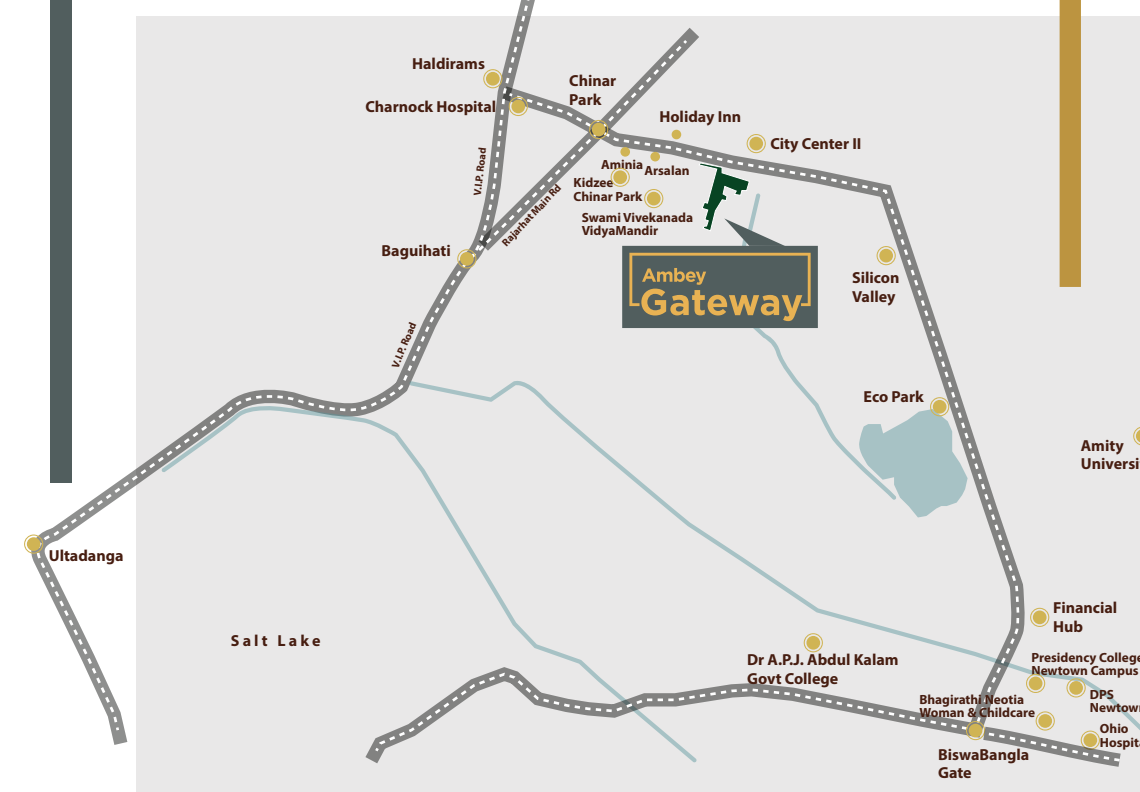 Haldirams
Chinar
Park
Charnock Hospital
Holiday Inn
City Center II
Aminia
Arsalan
V.I.P. Road
Kidzee
Chinar Park
Rajarhat Main Rd
Swami Vivekanada
VidyaMandir
Baguihati
Ambey
Gateway
Silicon
Valley
V.I.P. Road
Eco Park
Amity
Universi
Ultadanga
Financial
Hub
Salt Lake
Dr A.P.J. Abdul Kalam
Govt College
Presidency College
Newtown Campus
DPS
Newtow
Bhagirathi Neotia
Woman & Childcare
Ohio
Hospita
BiswaBangla
Gate